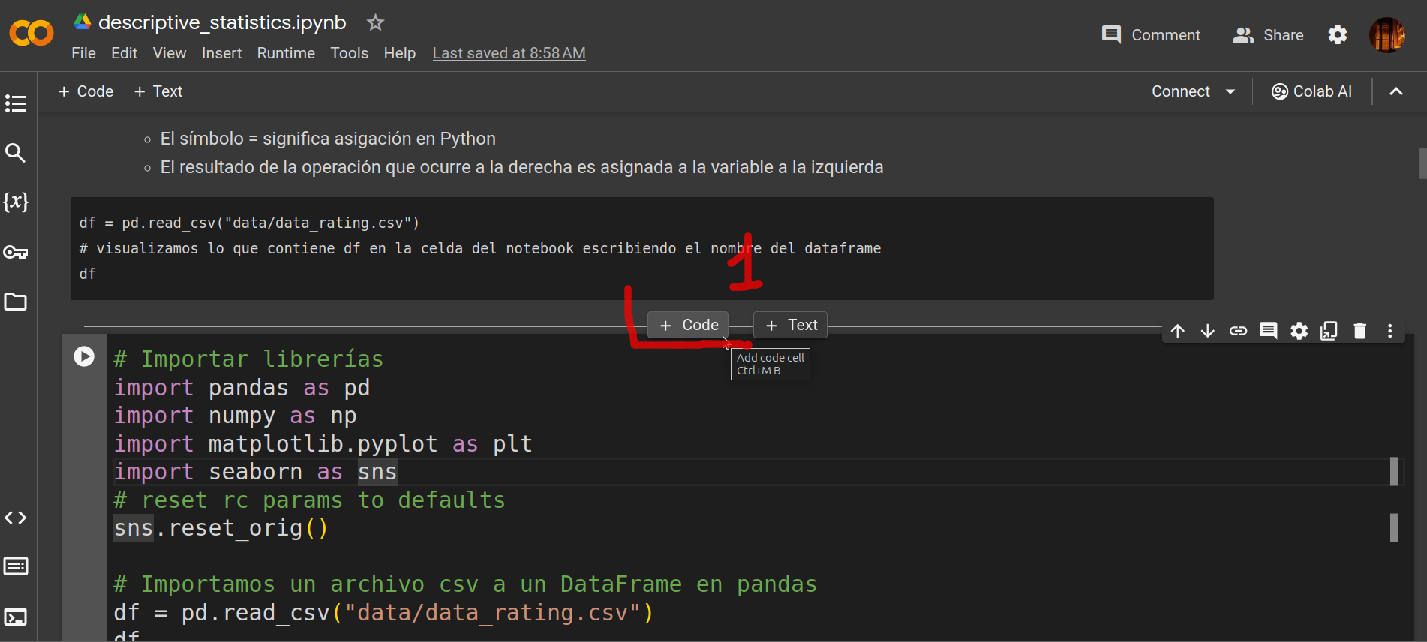 descriptive_statistics.ipynb
File Edit View Insert Runtime Tools Help Last saved at 8:58 AM
Comment Share
+ Code + Text
Connect Colab AI
El símbolo = significa asigación en Python
El resultado de la operación que ocurre a la derecha es asignada a la variable a la izquierda
df = pd.read_csv("data/data_rating.csv")
# visualizamos lo que contiene df en la celda del notebook escribiendo el nombre del dataframe
df
1
+ Code + Text
Add code cell
Ctrl+M B
{x}
# Importar librerías
import pandas as pd
import numpy as np
import matplotlib.pyplot as plt
import seaborn as sns
# reset rc params to defaults
sns.reset_orig()
# Importamos un archivo csv a un DataFrame en pandas
df = pd.read_csv("data/data_rating.csv")
df